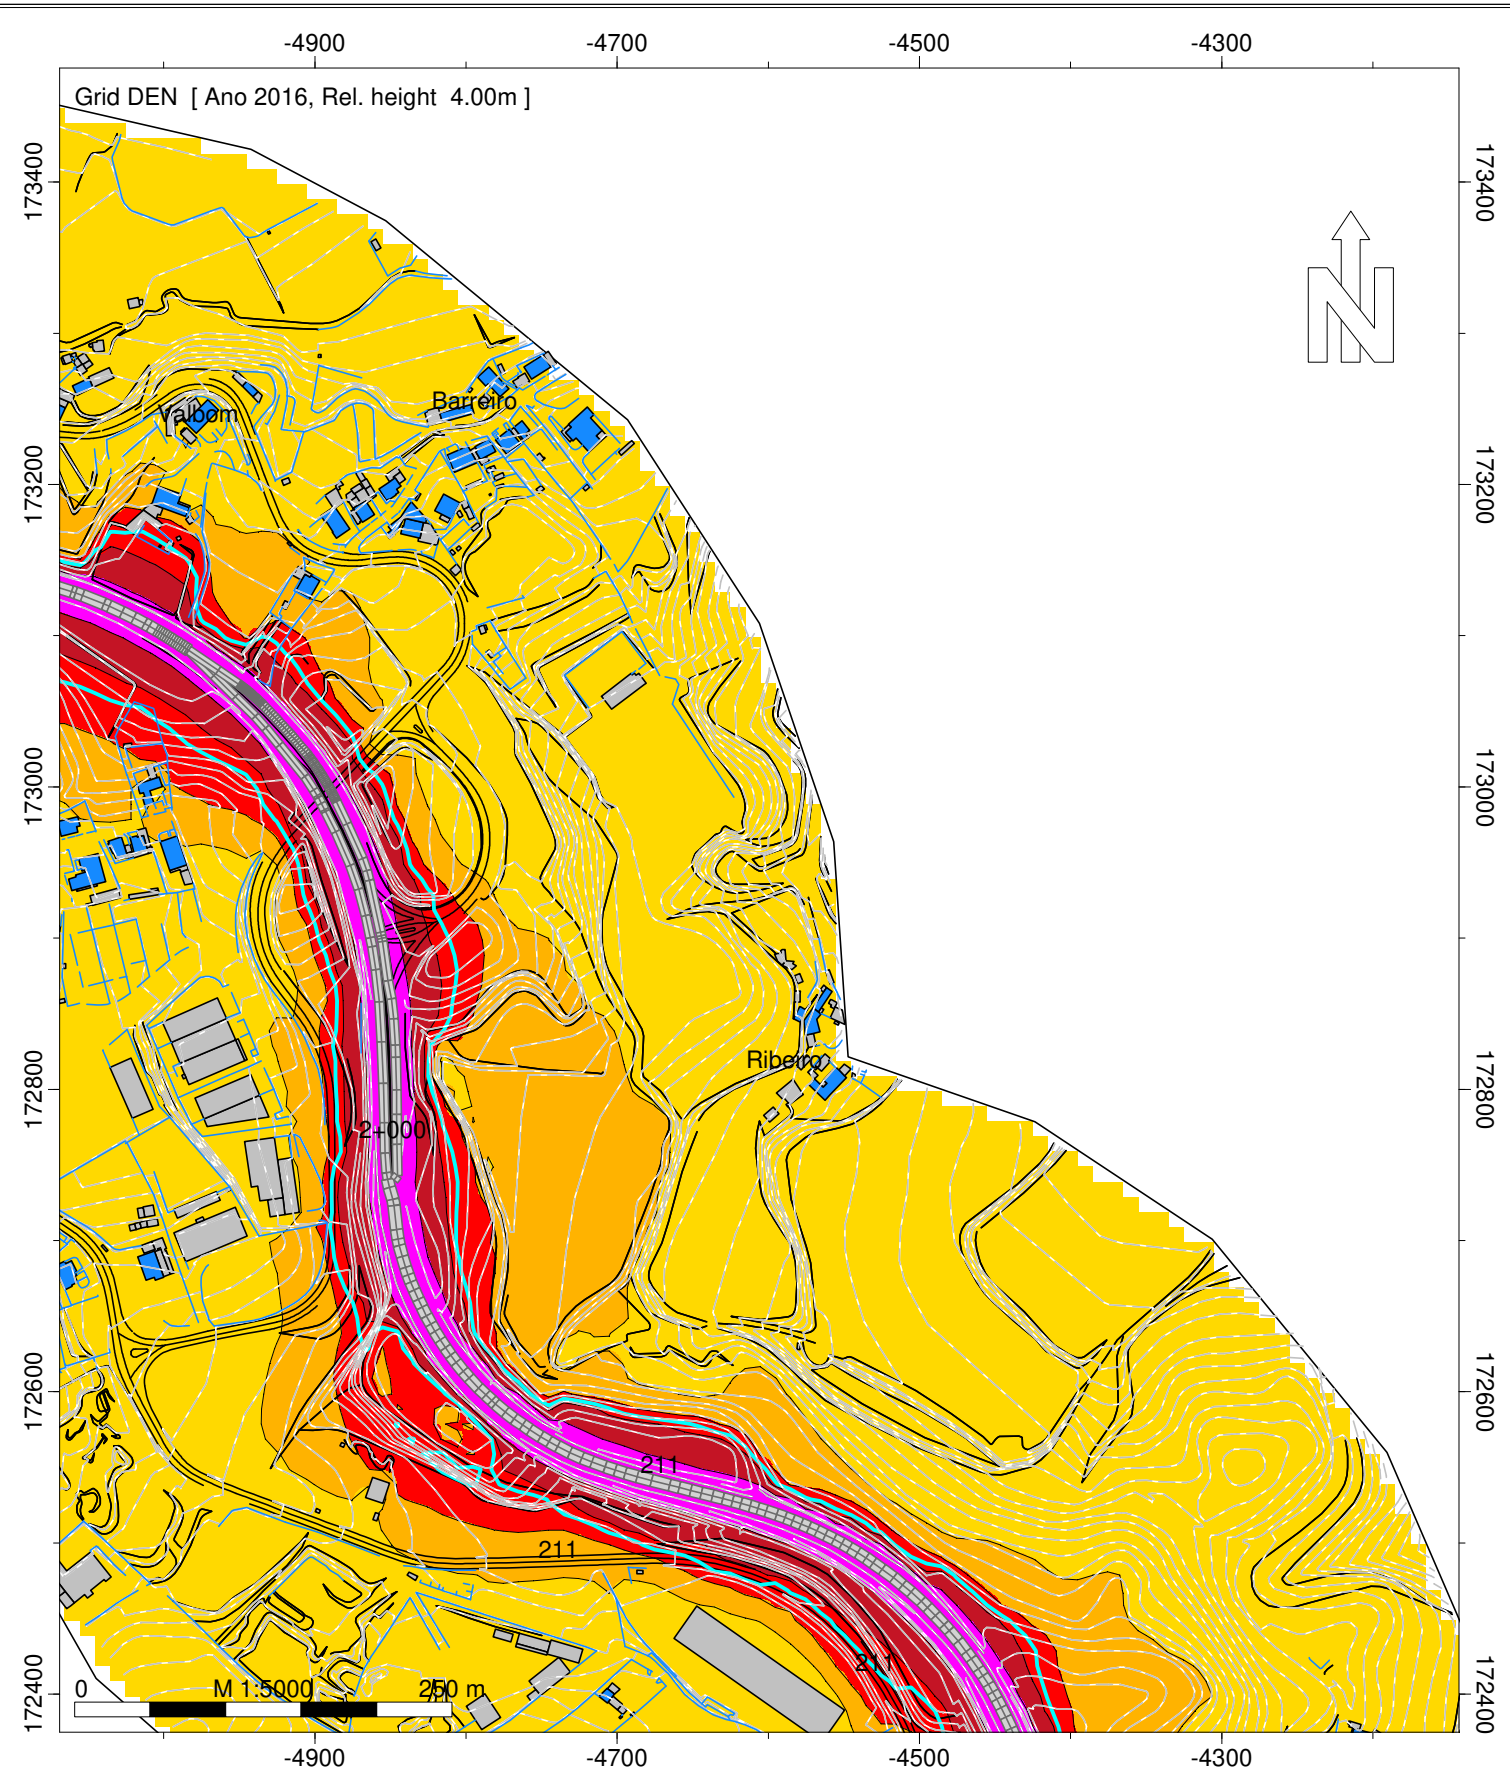 -4900 -4700 -4500 -4300
Grid DEN [ Ano 2016, Rel. height 4.00m ]
173400 173400
N
Barreiro
Valbom
173200 173200
173000 173000
Ribeiro
172800 172800
2+000
172600 172600
211
211
211
172400 172400
0 M 1:5000 250 m
-4900 -4700 -4500 -4300